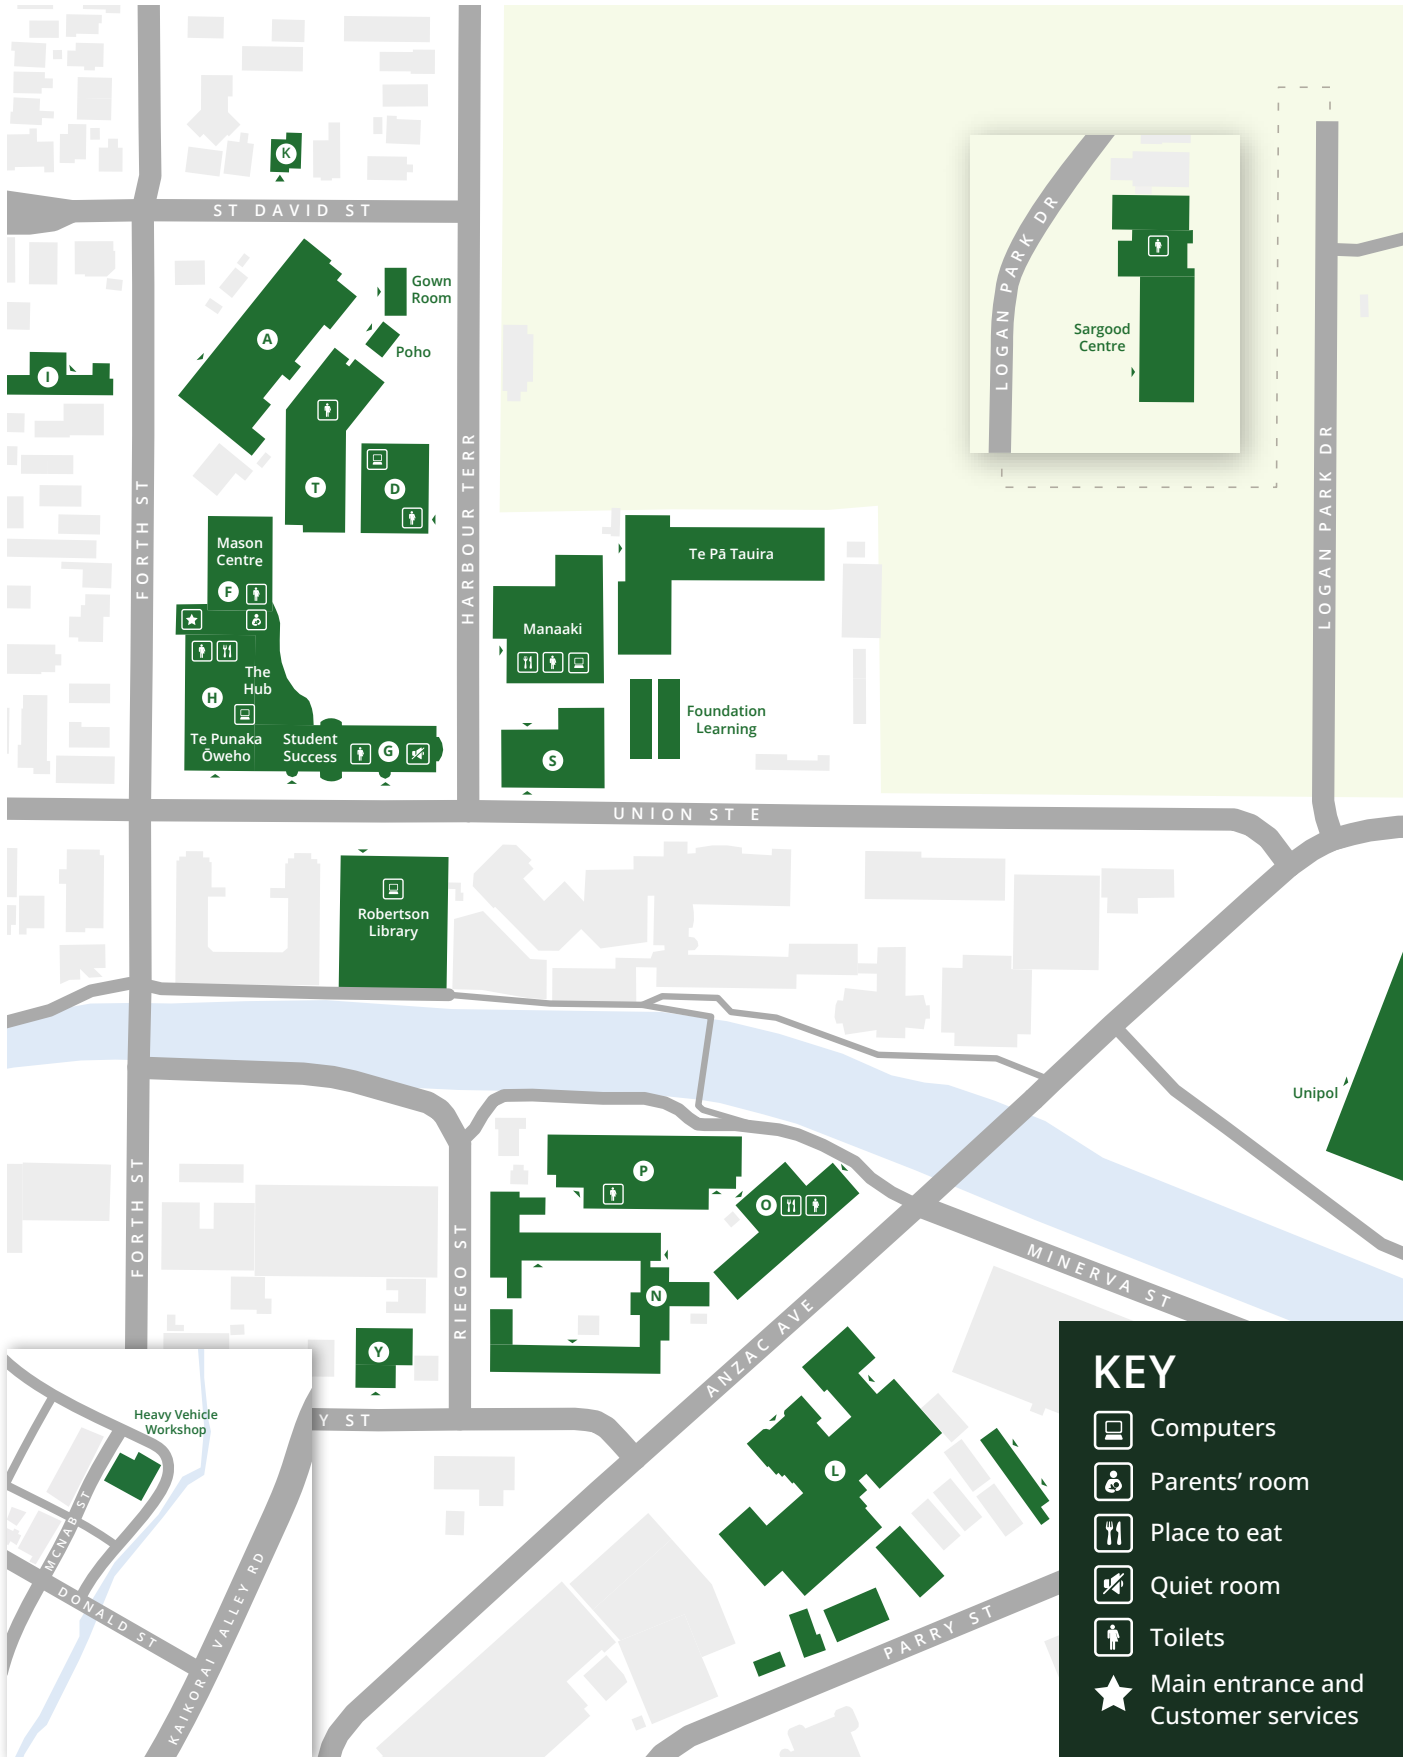 K
ST DAVID ST
Gown
Room
A
Poho
I
T
D
FORTH ST
HARBOUR TERR
LOGAN PARK DR
Sargood
Centre
LOGAN PARK DR
Mason
Centre
F
The
Hub
H
Te Punaka
Ōweho
Student
Success
G
Te Pā Tauira
Manaaki
Foundation
Learning
S
UNION ST E
Robertson
Library
Unipol
FORTH ST
RIEGO ST
P
O
N
Y
MINERVA ST
ANZAC AVE
Y ST
L
PARRY ST
Heavy Vehicle
Workshop
MCNAB ST
DONALD ST
KAIKORAI VALLEY RD
KEY
Computers
Parents’ room
Place to eat
Quiet room
Toilets
Main entrance and
Customer services